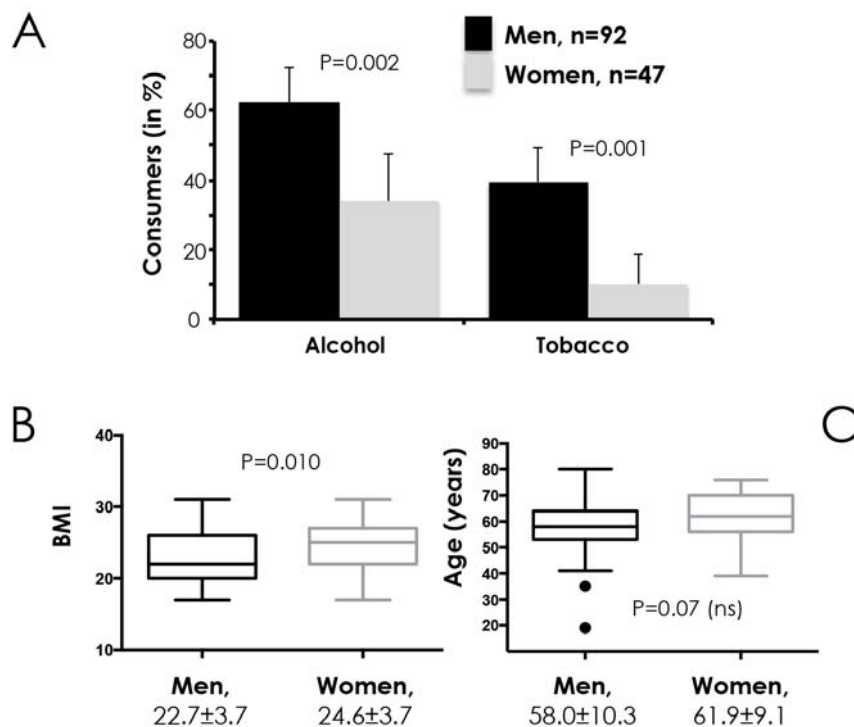 A
Consumers (in %)
80
60
40
20
0
P=0.002
P=0.001
Men, n=92
Women, n=47
Alcohol
Tobacco
B
BMI
40
30
20
10
P=0.010
Men,
22.7±3.7
Women,
24.6±3.7
C
Age (years)
90
80
70
60
50
40
30
20
P=0.07 (ns)
Men,
58.0±10.3
Women,
61.9±9.1